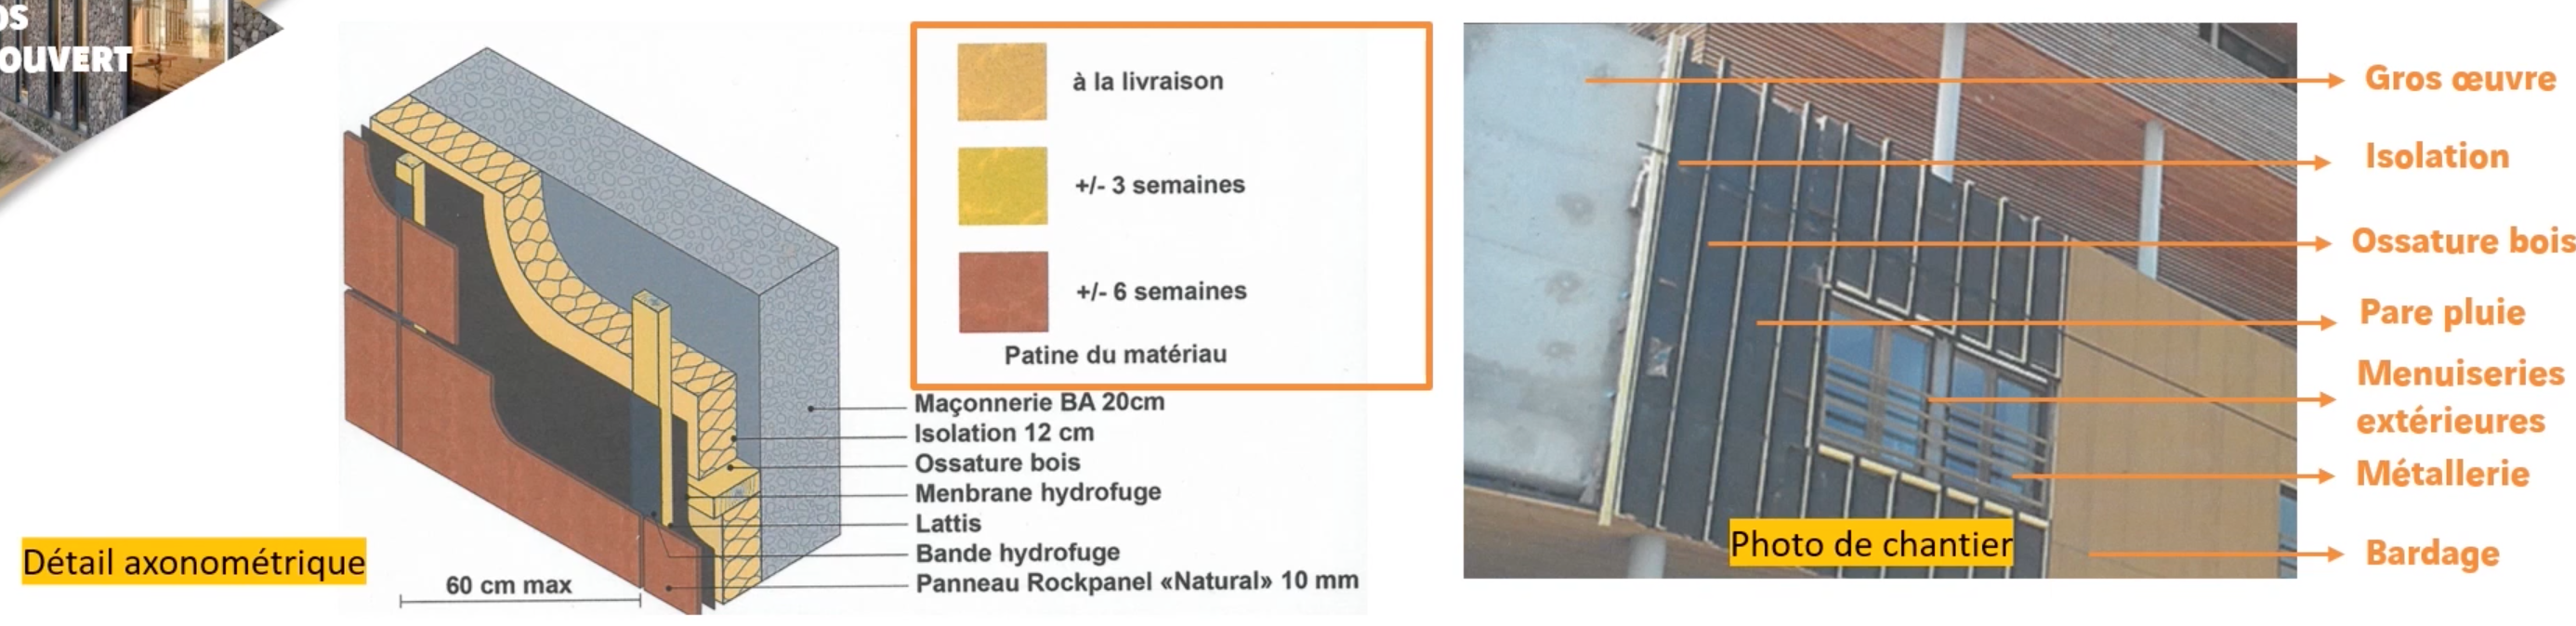 OUVERT
à la livraison
+/- 3 semaines
+/- 6 semaines
Patine du matériau
Maçonnerie BA 20cm
Isolation 12 cm
Ossature bois
Menbrane hydrofuge
Lattis
Bande hydrofuge
Panneau Rockpanel «Natural» 10 mm
60 cm max
Détail axonométrique
Gros œuvre
Isolation
Ossature bois
Pare pluie
Menuiseries
extérieures
Métallerie
Bardage
Photo de chantier